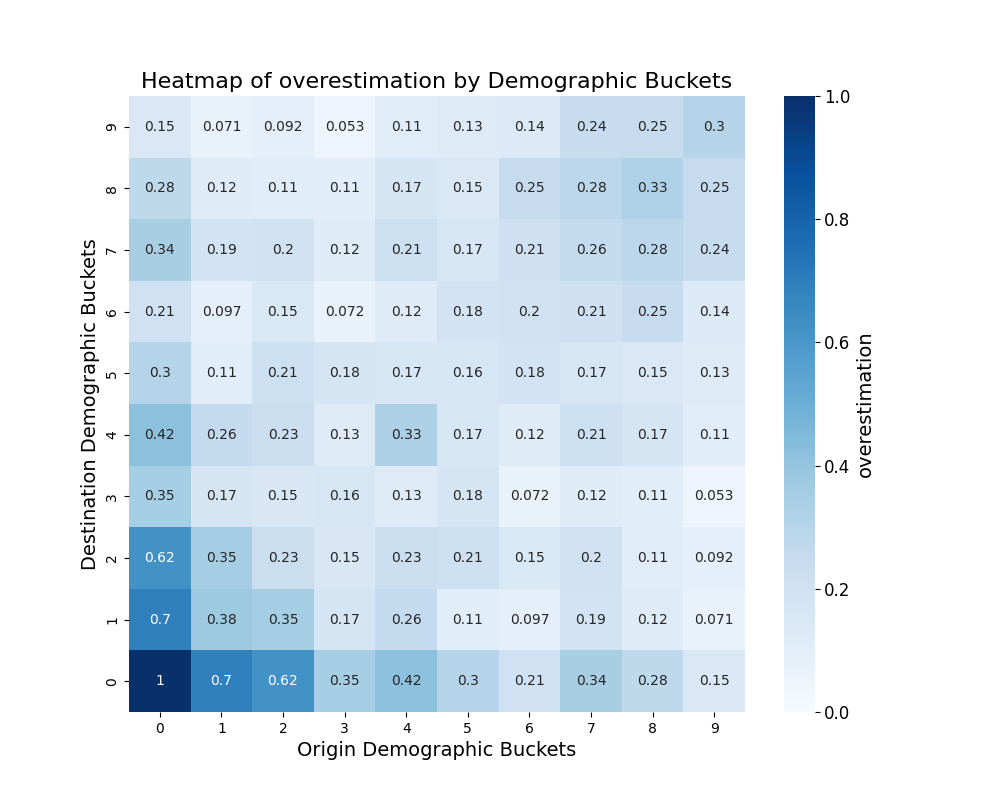 Heatmap of overestimation by Demographic Buckets
9 0.15 0.071 0.092 0.053 0.11 0.13 0.14 0.24 0.25 0.3
8 0.28 0.12 0.11 0.11 0.17 0.15 0.25 0.28 0.33 0.25
7 0.34 0.19 0.2 0.12 0.21 0.17 0.21 0.26 0.28 0.24
6 0.21 0.097 0.15 0.072 0.12 0.18 0.2 0.21 0.25 0.14
5 0.3 0.11 0.21 0.18 0.17 0.16 0.18 0.17 0.15 0.13
4 0.42 0.26 0.23 0.13 0.33 0.17 0.12 0.21 0.17 0.11
3 0.35 0.17 0.15 0.16 0.13 0.18 0.072 0.12 0.11 0.053
2 0.62 0.35 0.23 0.15 0.23 0.21 0.15 0.2 0.11 0.092
1 0.7 0.38 0.35 0.17 0.26 0.11 0.097 0.19 0.12 0.071
0 1 0.7 0.62 0.35 0.42 0.3 0.21 0.34 0.28 0.15
0 1 2 3 4 5 6 7 8 9
Origin Demographic Buckets
Destination Demographic Buckets
1.0
0.8
0.6
0.4
0.2
0.0
overestimation